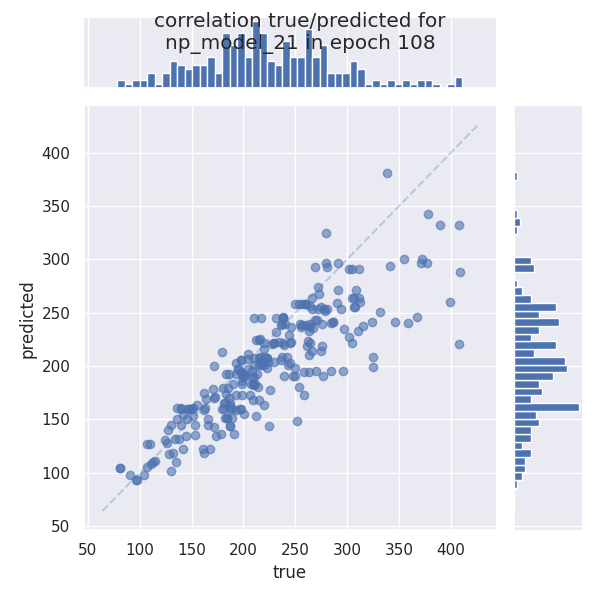 correlation true/predicted for
np_model_21 in epoch 108
400
350
300
250
200
150
100
50
predicted
50 100 150 200 250 300 350 400
true